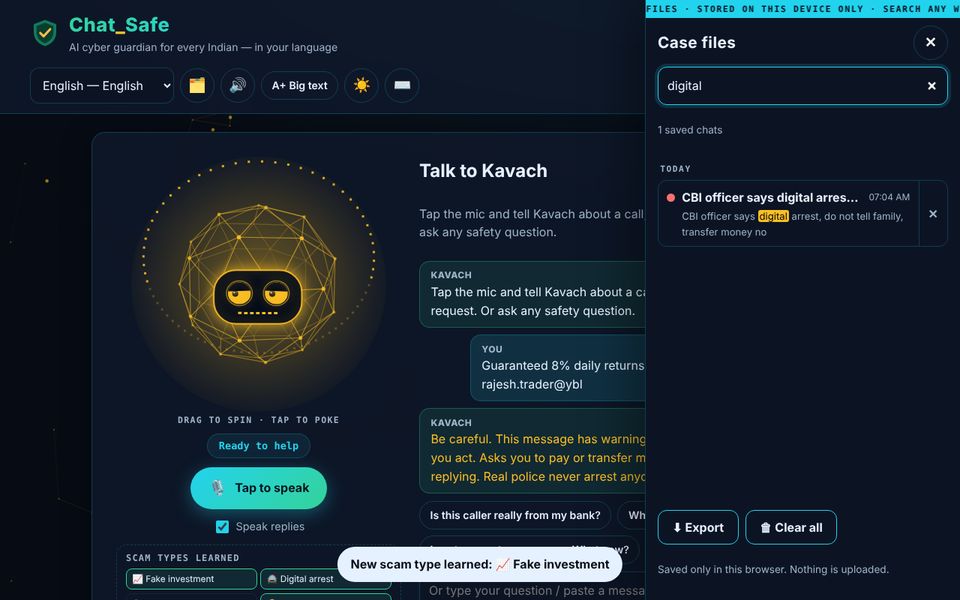 Chat_Safe
AI cyber guardian for every Indian — in your language
English — English
A+ Big text
DRAG TO SPIN · TAP TO POKE
Ready to help
Tap to speak
Speak replies
SCAM TYPES LEARNED
Fake investment
Digital arrest
Talk to Kavach
Tap the mic and tell Kavach about a call,
ask any safety question.
KAVACH
Tap the mic and tell Kavach about a
request. Or ask any safety question.
YOU
Guaranteed 8% daily returns
rajesh.trader@ybl
KAVACH
Be careful. This message has warning
you act. Asks you to pay or transfer
replying. Real police never arrest
Is this caller really from my bank?
Or type your question / paste a
New scam type learned: 📈 Fake investment
FILES · STORED ON THIS DEVICE ONLY · SEARCH ANY
Case files
digital
1 saved chats
TODAY
CBI officer says digital arres… 07:04 AM
CBI officer says digital arrest, do not tell family,
transfer money no
Export
Clear all
Saved only in this browser. Nothing is uploaded.